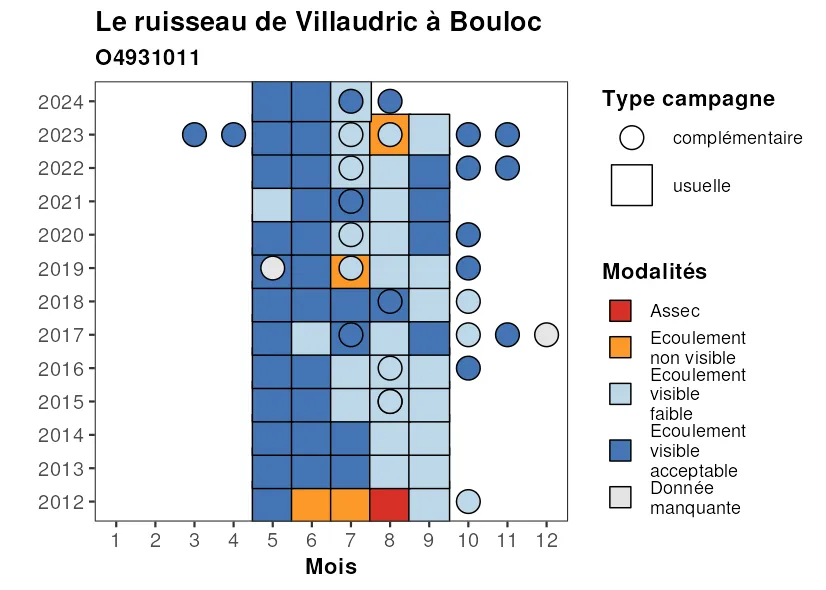 Le ruisseau de Villaudric à Bouloc
O4931011
2024
2023
2022
2021
2020
2019
2018
2017
2016
2015
2014
2013
2012
1 2 3 4 5 6 7 8 9 10 11 12
Mois
Type campagne
complémentaire
usuelle
Modalités
Assec
Ecoulement
non visible
Ecoulement
visible
faible
Ecoulement
visible
acceptable
Donnée
manquante